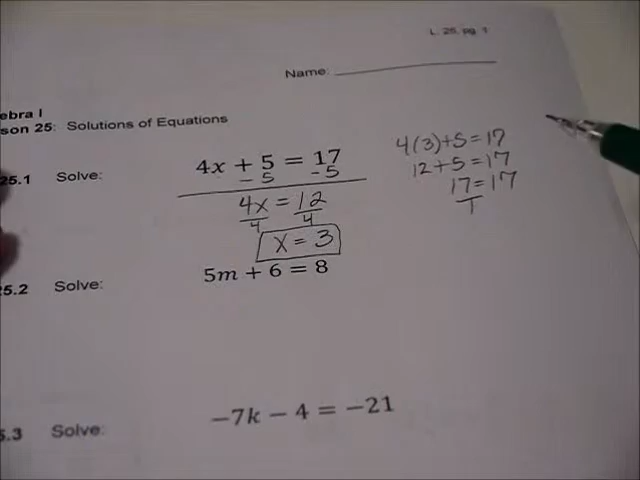 L. 25, pg. 1
Name:
ebra I
son 25: Solutions of Equations
25.1 Solve: 4x + 5 = 17
- 5 - 5
4x = 12
4 4
x = 3
4(3)+5=17
12+5=17
17=17
T
5.2 Solve: 5m + 6 = 8
5.3 Solve: −7k − 4 = −21